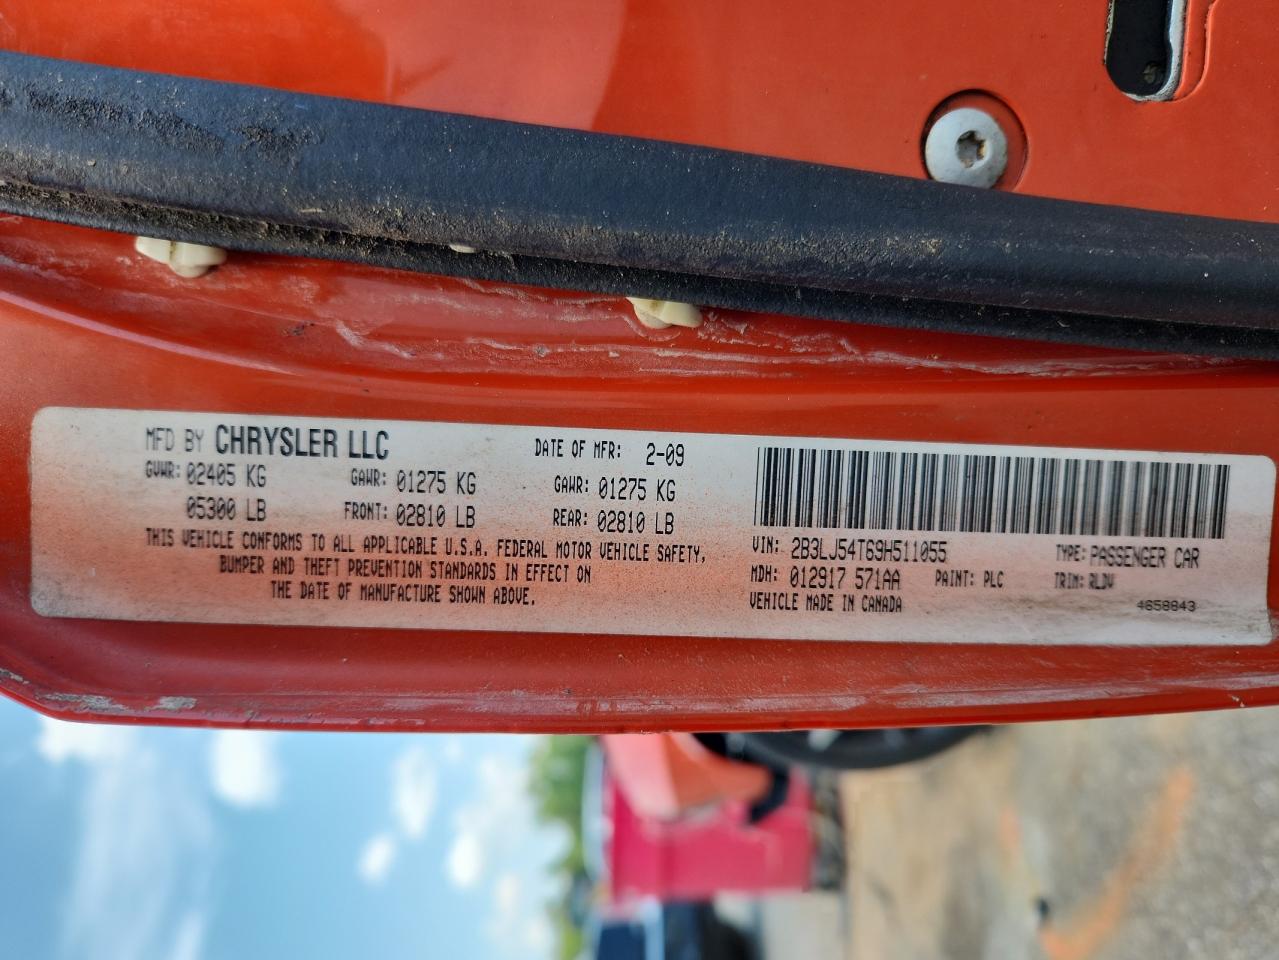 MFD BY CHRYSLER LLC DATE OF MFR: 2-09
GVWR: 02405 KG GAWR: 01275 KG GAWR: 01275 KG
05300 LB FRONT: 02810 LB REAR: 02810 LB
THIS VEHICLE CONFORMS TO ALL APPLICABLE U.S.A. FEDERAL MOTOR VEHICLE SAFETY,
BUMPER AND THEFT PREVENTION STANDARDS IN EFFECT ON
THE DATE OF MANUFACTURE SHOWN ABOVE.
VIN: 2B3LJ54T69H511055 TYPE: PASSENGER CAR
MDH: 012917 571AA PAINT: PLC TRIM: RLDV
VEHICLE MADE IN CANADA 4658843